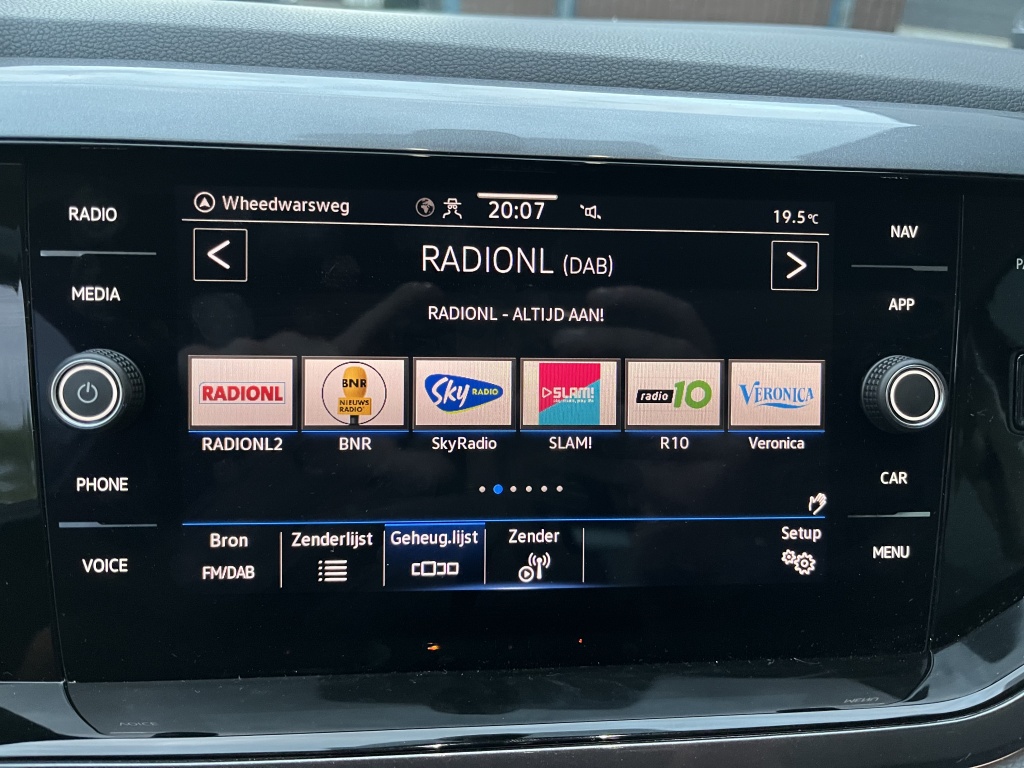 RADIO
MEDIA
PHONE
VOICE
Wheedwarsweg
20:07
19.5°C
<
RADIONL (DAB)
>
RADIONL - ALTIJD AAN!
RADIONL
BNR
NIEUWS
RADIO
Sky RADIO
SLAM!
radio 10
VERONICA
RADIONL2
BNR
SkyRadio
SLAM!
R10
Veronica
Bron
FM/DAB
Zenderlijst
Geheug.lijst
Zender
Setup
NAV
APP
CAR
MENU